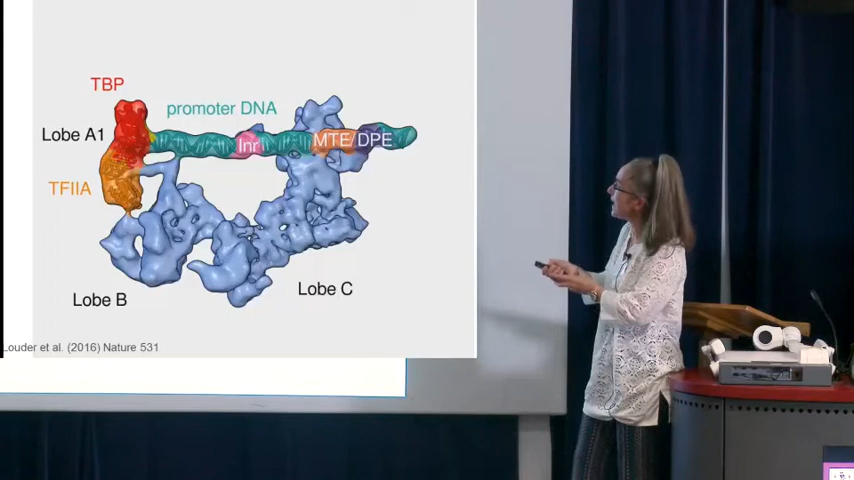 TBP
promoter DNA
Lobe A1
Inr
MTE/DPE
TFIIA
Lobe B
Lobe C
Louder et al. (2016) Nature 531